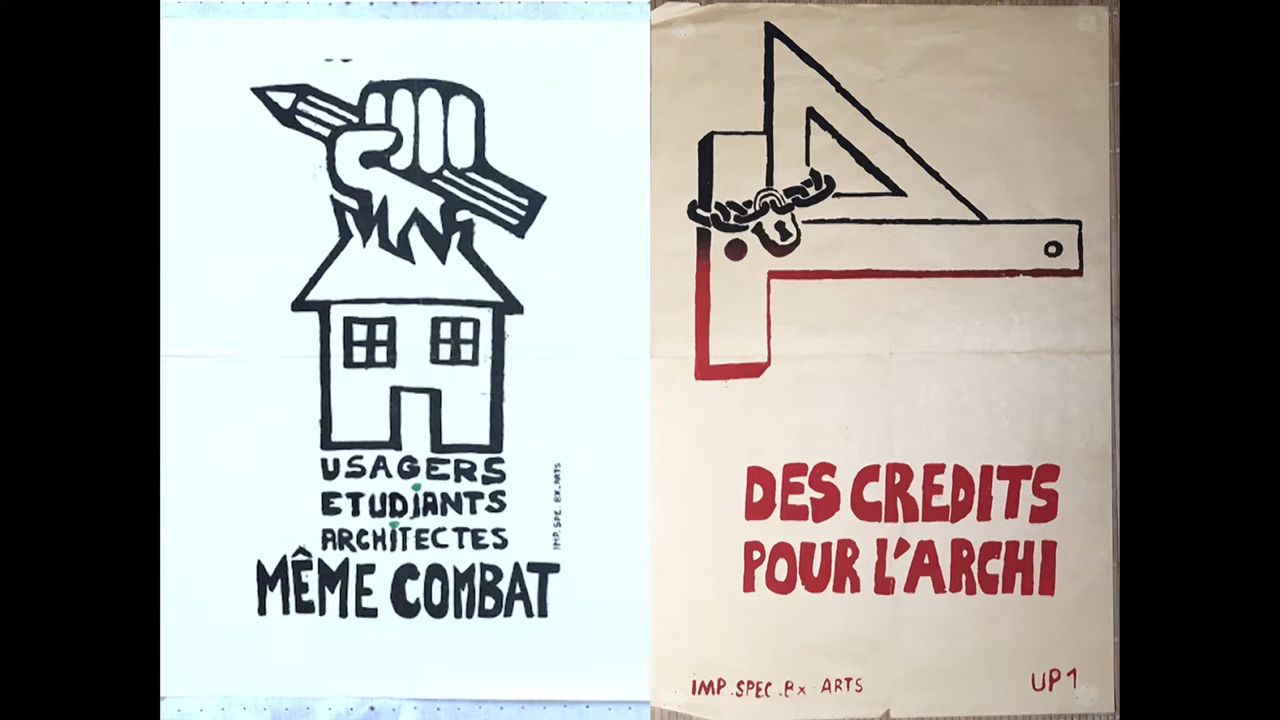 USAGERS
ETUDiANTS
ARCHiTECTES
MÊME COMBAT
IMP. SPE. BX. ARTS
DES CREDITS
POUR L'ARCHI
iMP.SPEC.Bx.ARTS
UP1